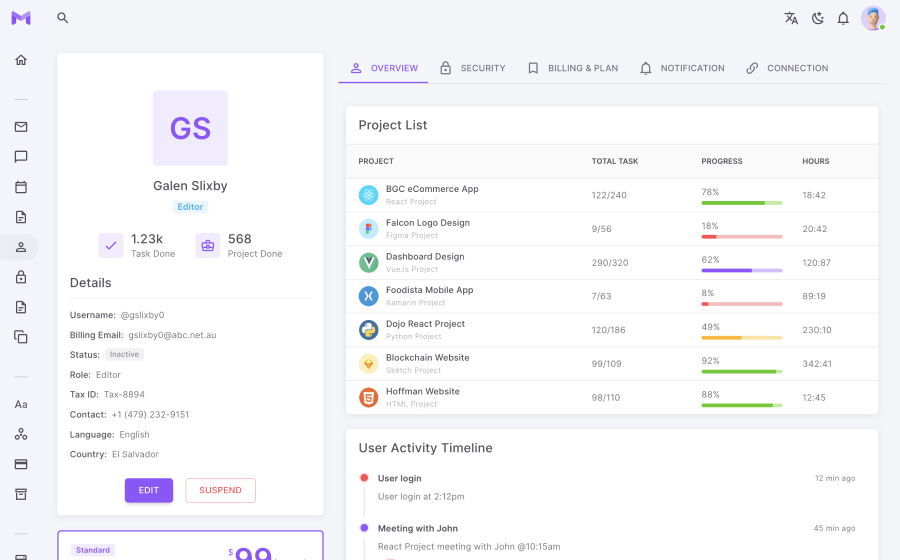 GS
Galen Slixby
Editor
1.23k
Task Done
568
Project Done
Details
Username: @gslixby0
Billing Email: gslixby0@abc.net.au
Status: Inactive
Role: Editor
Tax ID: Tax-8894
Contact: +1 (479) 232-9151
Language: English
Country: El Salvador
EDIT SUSPEND
Standard
$ 99
Aa
OVERVIEW SECURITY BILLING & PLAN NOTIFICATION CONNECTION
Project List
PROJECT TOTAL TASK PROGRESS HOURS
BGC eCommerce App
React Project
122/240 78% 18:42
Falcon Logo Design
Figma Project
9/56 18% 20:42
Dashboard Design
VueJs Project
290/320 62% 120:87
Foodista Mobile App
Xamarin Project
7/63 8% 89:19
Dojo React Project
Python Project
120/186 49% 230:10
Blockchain Website
Sketch Project
99/109 92% 342:41
Hoffman Website
HTML Project
98/110 88% 12:45
User Activity Timeline
User login 12 min ago
User login at 2:12pm
Meeting with John 45 min ago
React Project meeting with John @10:15am